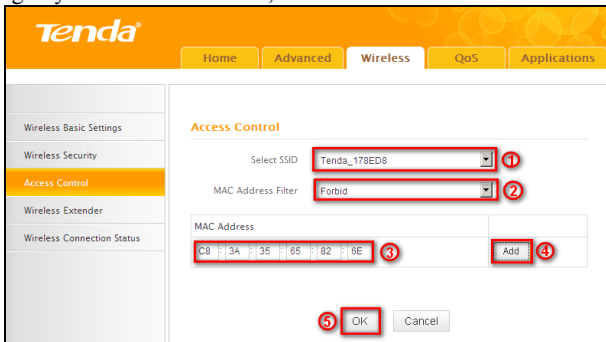 Tenda
Home Advanced Wireless QoS Applications
Wireless Basic Settings
Wireless Security
Access Control
Wireless Extender
Wireless Connection Status
Access Control
Select SSID Tenda_178ED8 1
MAC Address Filter Forbid 2
MAC Address
C8 : 3A : 35 : 65 : 82 : 6E 3 Add 4
5 OK Cancel